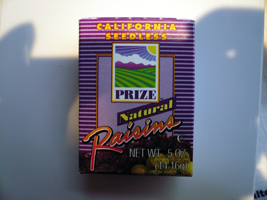 CALIFORNIA
SEEDLESS
PRIZE
Natural
Raisins
NET WT. 5 OZ.